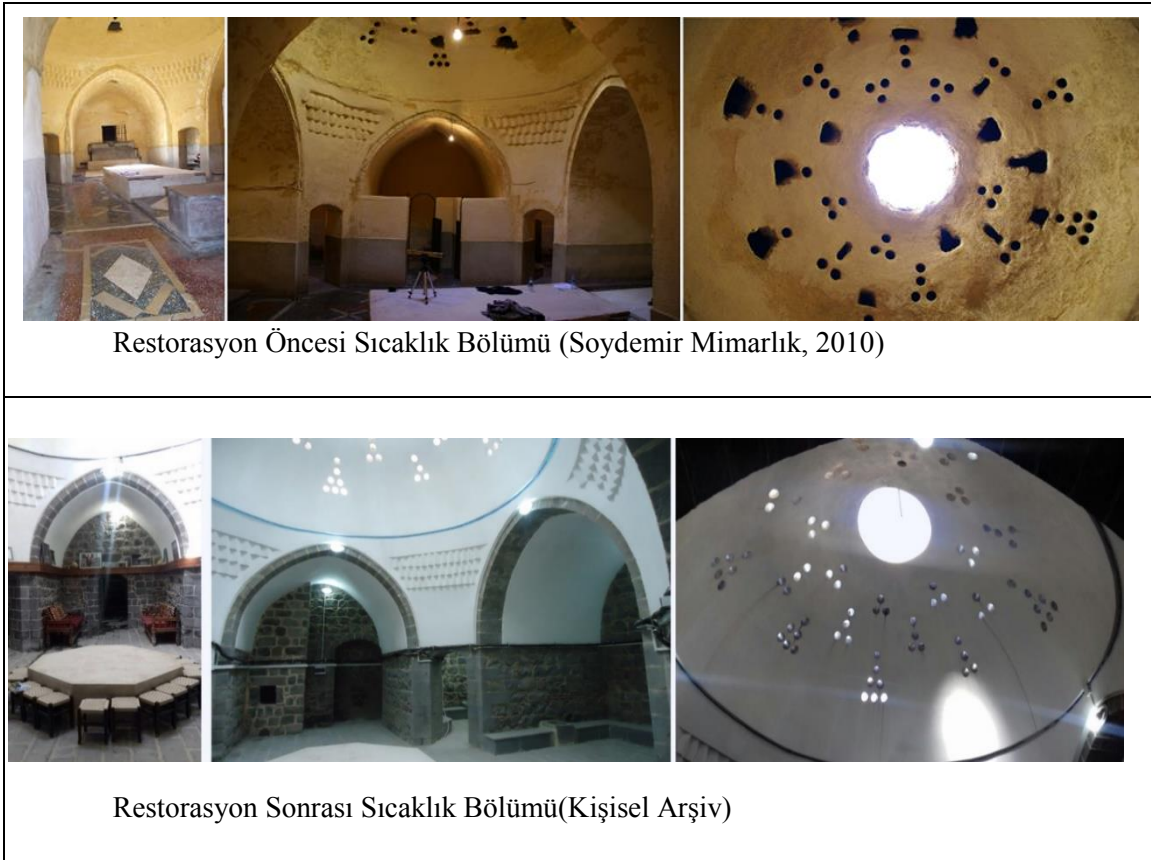 Restorasyon Öncesi Sıcaklık Bölümü (Soydemir Mimarlık, 2010)
Restorasyon Sonrası Sıcaklık Bölümü(Kişisel Arşiv)